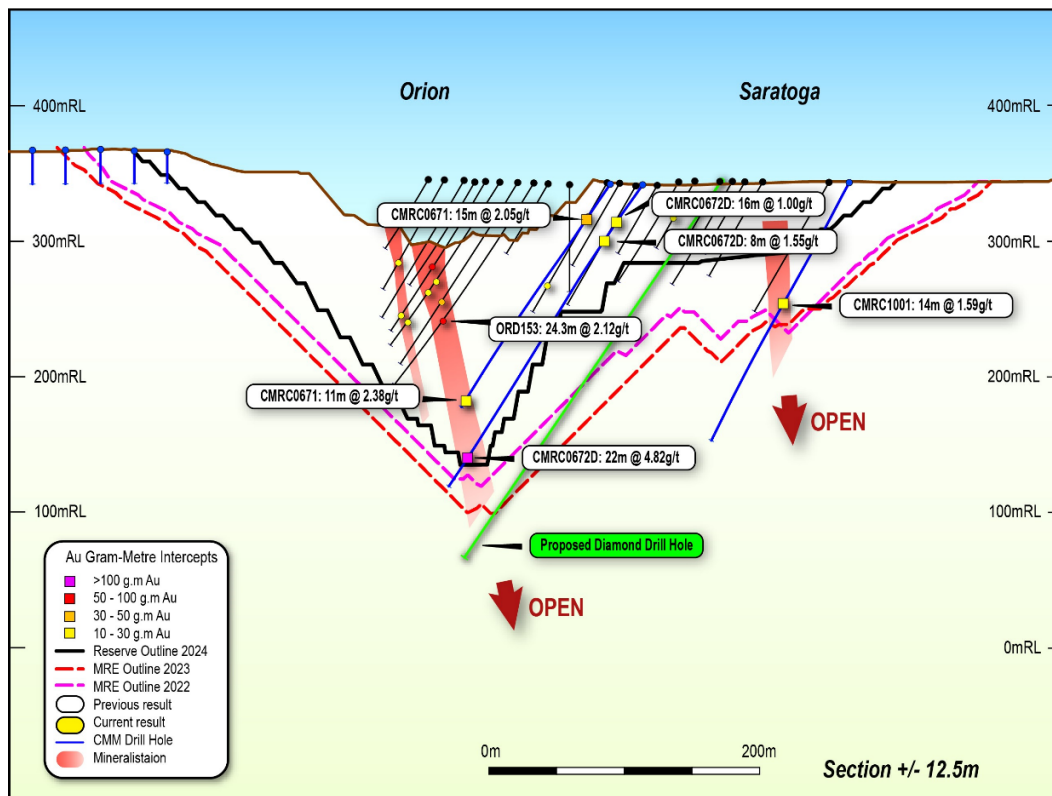 Orion
Saratoga
400mRL
400mRL
CMRC0671: 15m @ 2.05g/t
CMRC0672D: 16m @ 1.00g/t
300mRL
CMRC0672D: 8m @ 1.55g/t
300mRL
CMRC1001: 14m @ 1.59g/t
ORD153: 24.3m @ 2.12g/t
200mRL
CMRC0671: 11m @ 2.38g/t
200mRL
OPEN
CMRC0672D: 22m @ 4.82g/t
100mRL
100mRL
Proposed Diamond Drill Hole
OPEN
0mRL
Au Gram-Metre Intercepts
>100 g.m Au
50 - 100 g.m Au
30 - 50 g.m Au
10 - 30 g.m Au
Reserve Outline 2024
MRE Outline 2023
MRE Outline 2022
Previous result
Current result
CMM Drill Hole
Mineralistaion
0m
200m
Section +/- 12.5m